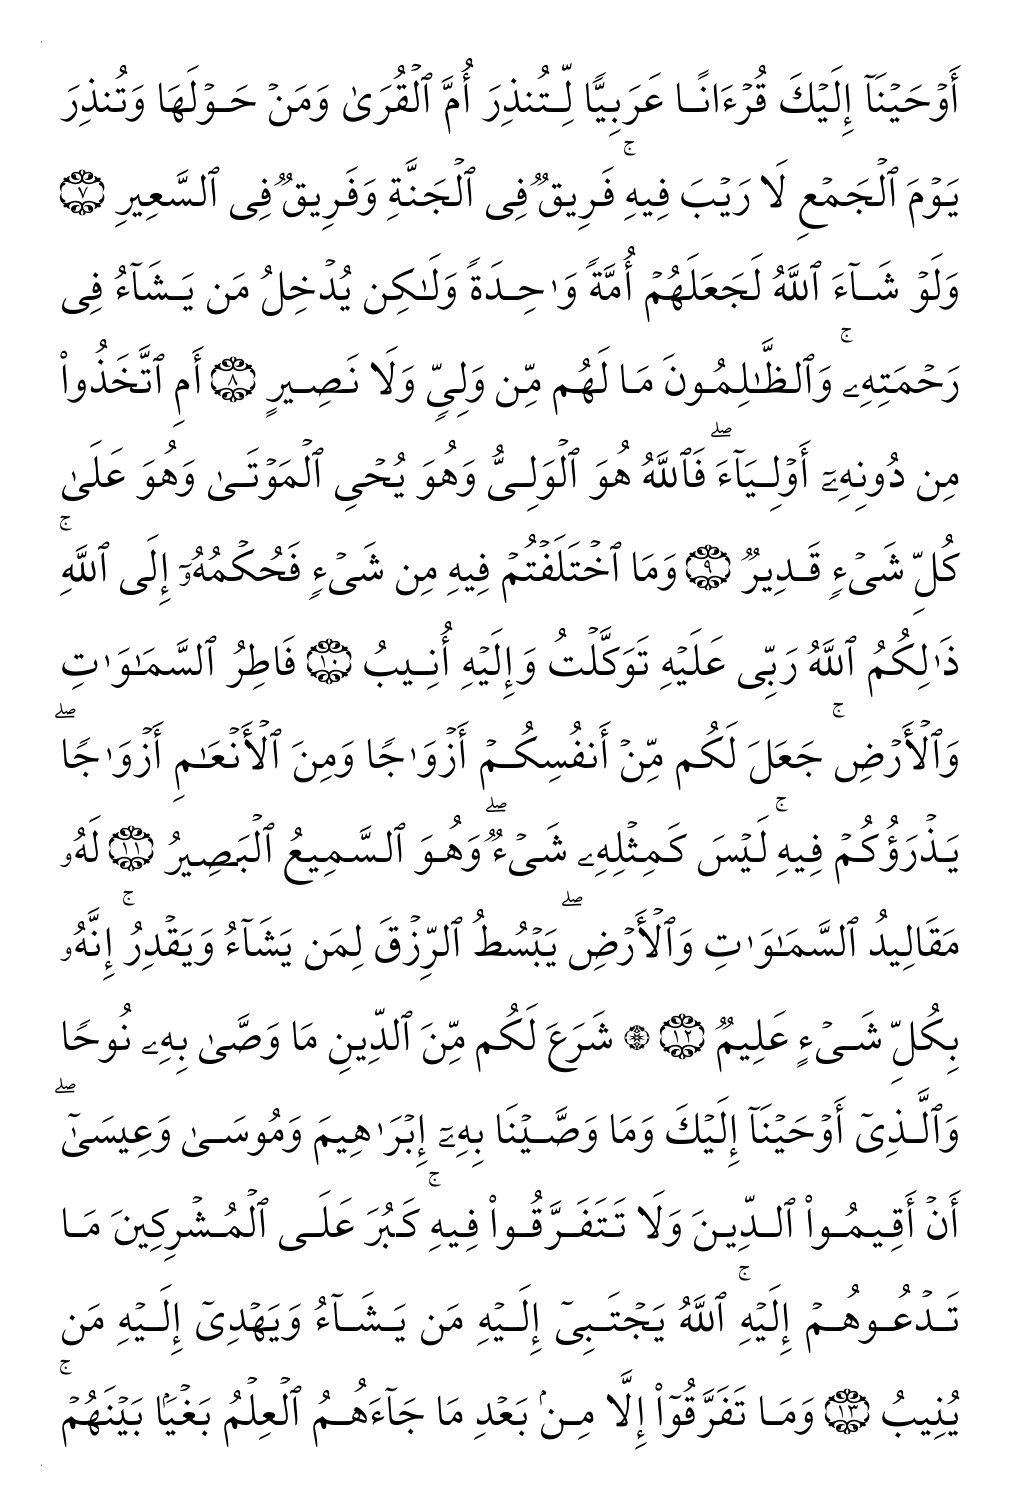 أَوْحَيْنَآ إِلَيْكَ قُرْءَانًا عَرَبِيًّا لِّتُنذِرَ أُمَّ ٱلْقُرَىٰ وَمَنْ حَوْلَهَا وَتُنذِرَ
يَوْمَ ٱلْجَمْعِ لَا رَيْبَ فِيهِ ۚ فَرِيقٌ فِى ٱلْجَنَّةِ وَفَرِيقٌ فِى ٱلسَّعِيرِ ٧
وَلَوْ شَآءَ ٱللَّهُ لَجَعَلَهُمْ أُمَّةً وَٰحِدَةً وَلَـٰكِن يُدْخِلُ مَن يَشَآءُ فِى
رَحْمَتِهِۦ ۚ وَٱلظَّـٰلِمُونَ مَا لَهُم مِّن وَلِىٍّ وَلَا نَصِيرٍ ٨ أَمِ ٱتَّخَذُوا۟
مِن دُونِهِۦٓ أَوْلِيَآءَ ۖ فَٱللَّهُ هُوَ ٱلْوَلِىُّ وَهُوَ يُحْىِ ٱلْمَوْتَىٰ وَهُوَ عَلَىٰ
كُلِّ شَىْءٍ قَدِيرٌ ٩ وَمَا ٱخْتَلَفْتُمْ فِيهِ مِن شَىْءٍ فَحُكْمُهُۥٓ إِلَى ٱللَّهِ ۚ
ذَٰلِكُمُ ٱللَّهُ رَبِّى عَلَيْهِ تَوَكَّلْتُ وَإِلَيْهِ أُنِيبُ ١٠ فَاطِرُ ٱلسَّمَـٰوَٰتِ
وَٱلْأَرْضِ ۚ جَعَلَ لَكُم مِّنْ أَنفُسِكُمْ أَزْوَٰجًا وَمِنَ ٱلْأَنْعَـٰمِ أَزْوَٰجًا ۖ
يَذْرَؤُكُمْ فِيهِ ۚ لَيْسَ كَمِثْلِهِۦ شَىْءٌ ۖ وَهُوَ ٱلسَّمِيعُ ٱلْبَصِيرُ ١١ لَهُۥ
مَقَالِيدُ ٱلسَّمَـٰوَٰتِ وَٱلْأَرْضِ ۖ يَبْسُطُ ٱلرِّزْقَ لِمَن يَشَآءُ وَيَقْدِرُ ۚ إِنَّهُۥ
بِكُلِّ شَىْءٍ عَلِيمٌ ١٢ ۞ شَرَعَ لَكُم مِّنَ ٱلدِّينِ مَا وَصَّىٰ بِهِۦ نُوحًا
وَٱلَّذِىٓ أَوْحَيْنَآ إِلَيْكَ وَمَا وَصَّيْنَا بِهِۦٓ إِبْرَٰهِيمَ وَمُوسَىٰ وَعِيسَىٰٓ ۖ
أَنْ أَقِيمُوا۟ ٱلدِّينَ وَلَا تَتَفَرَّقُوا۟ فِيهِ ۚ كَبُرَ عَلَى ٱلْمُشْرِكِينَ مَا
تَدْعُوهُمْ إِلَيْهِ ۚ ٱللَّهُ يَجْتَبِىٓ إِلَيْهِ مَن يَشَآءُ وَيَهْدِىٓ إِلَيْهِ مَن
يُنِيبُ ١٣ وَمَا تَفَرَّقُوٓا۟ إِلَّا مِنۢ بَعْدِ مَا جَآءَهُمُ ٱلْعِلْمُ بَغْيًۢا بَيْنَهُمْ ۚ